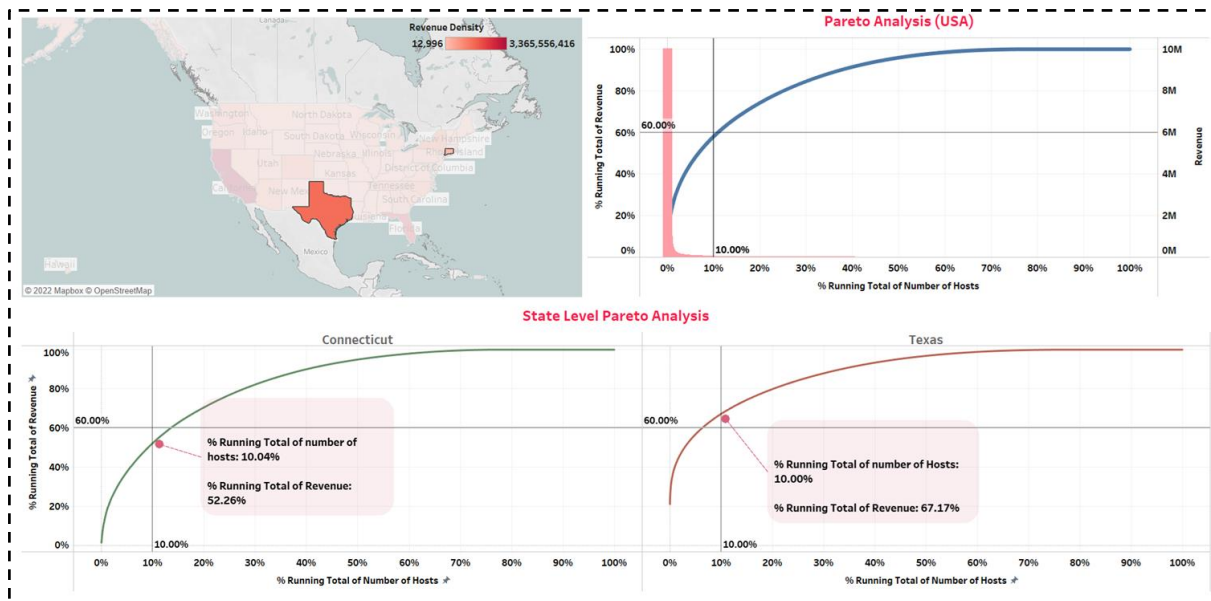 Canada
Revenue Density
12,996
3,365,556,416
Washington
North Dakota
Oregon
Idaho
South Dakota
Wisconsin
New Hampshire
Nebraska
Illinois
Rhode Island
Utah
Kansas
District of Columbia
New Mexico
Tennessee
South Carolina
Florida
Mexico
Hawaii
© 2022 Mapbox © OpenStreetMap
Pareto Analysis (USA)
100%
80%
60%
40%
20%
0%
% Running Total of Revenue
60.00%
10.00%
10M
8M
6M
4M
2M
0M
Revenue
0% 10% 20% 30% 40% 50% 60% 70% 80% 90% 100%
% Running Total of Number of Hosts
State Level Pareto Analysis
Connecticut
100%
80%
60%
40%
20%
0%
% Running Total of Revenue
60.00%
% Running Total of number of
hosts: 10.04%
% Running Total of Revenue:
52.26%
10.00%
0% 10% 20% 30% 40% 50% 60% 70% 80% 90% 100%
% Running Total of Number of Hosts
Texas
60.00%
% Running Total of number of Hosts:
10.00%
% Running Total of Revenue: 67.17%
10.00%
0% 10% 20% 30% 40% 50% 60% 70% 80% 90% 100%
% Running Total of Number of Hosts